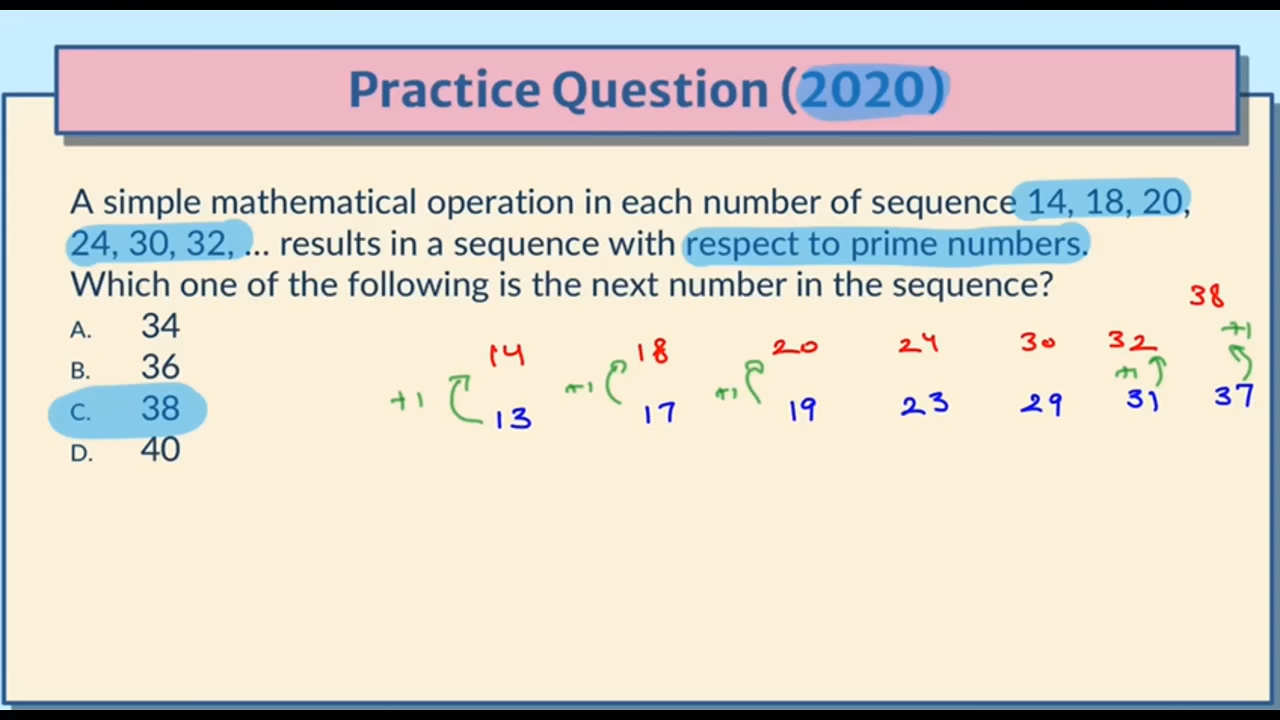 Practice Question (2020)
A simple mathematical operation in each number of sequence 14, 18, 20,
24, 30, 32, ... results in a sequence with respect to prime numbers.
Which one of the following is the next number in the sequence?
A. 34
B. 36
C. 38
D. 40
38
14 18 20 24 30 32 +1
+1 +1 +1 +1
13 17 19 23 29 31 37